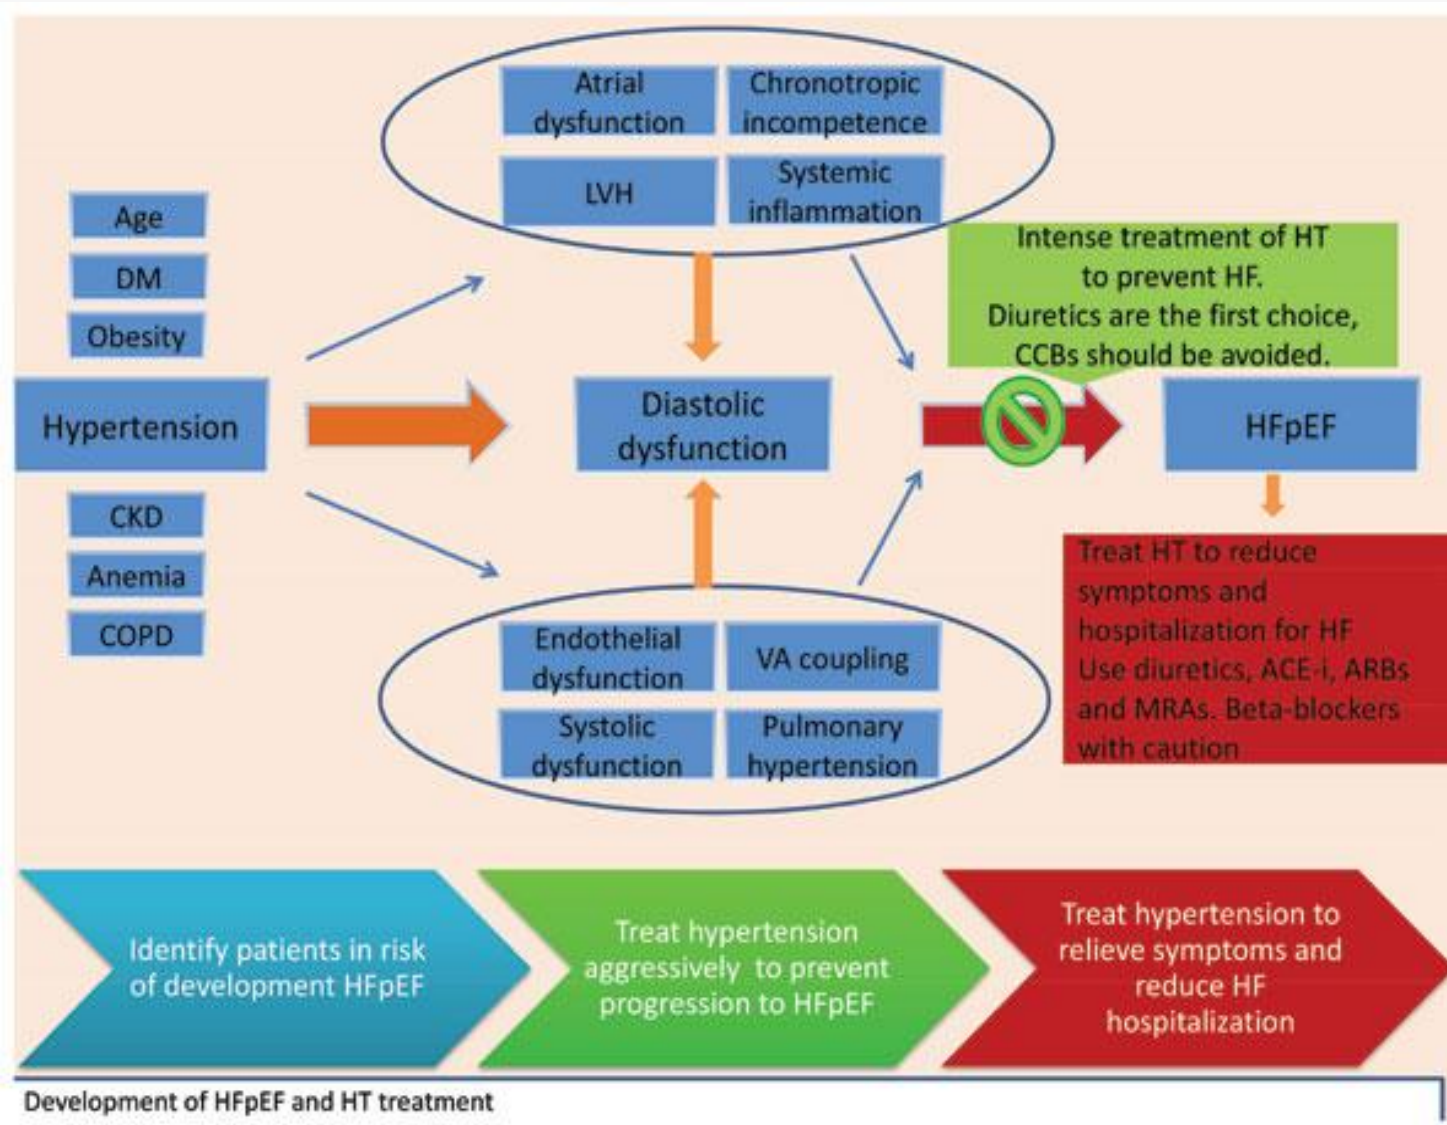 Atrial
dysfunction
Chronotropic
incompetence
LVH
Systemic
inflammation
Age
DM
Obesity
Hypertension
CKD
Anemia
COPD
Diastolic
dysfunction
Intense treatment of HT
to prevent HF.
Diuretics are the first choice,
CCBs should be avoided.
HFpEF
Treat HT to reduce
symptoms and
hospitalization for HF
Use diuretics, ACE-i, ARBs
and MRAs. Beta-blockers
with caution
Endothelial
dysfunction
VA coupling
Systolic
dysfunction
Pulmonary
hypertension
Identify patients in risk
of development HFpEF
Treat hypertension
aggressively to prevent
progression to HFpEF
Treat hypertension to
relieve symptoms and
reduce HF
hospitalization
Development of HFpEF and HT treatment